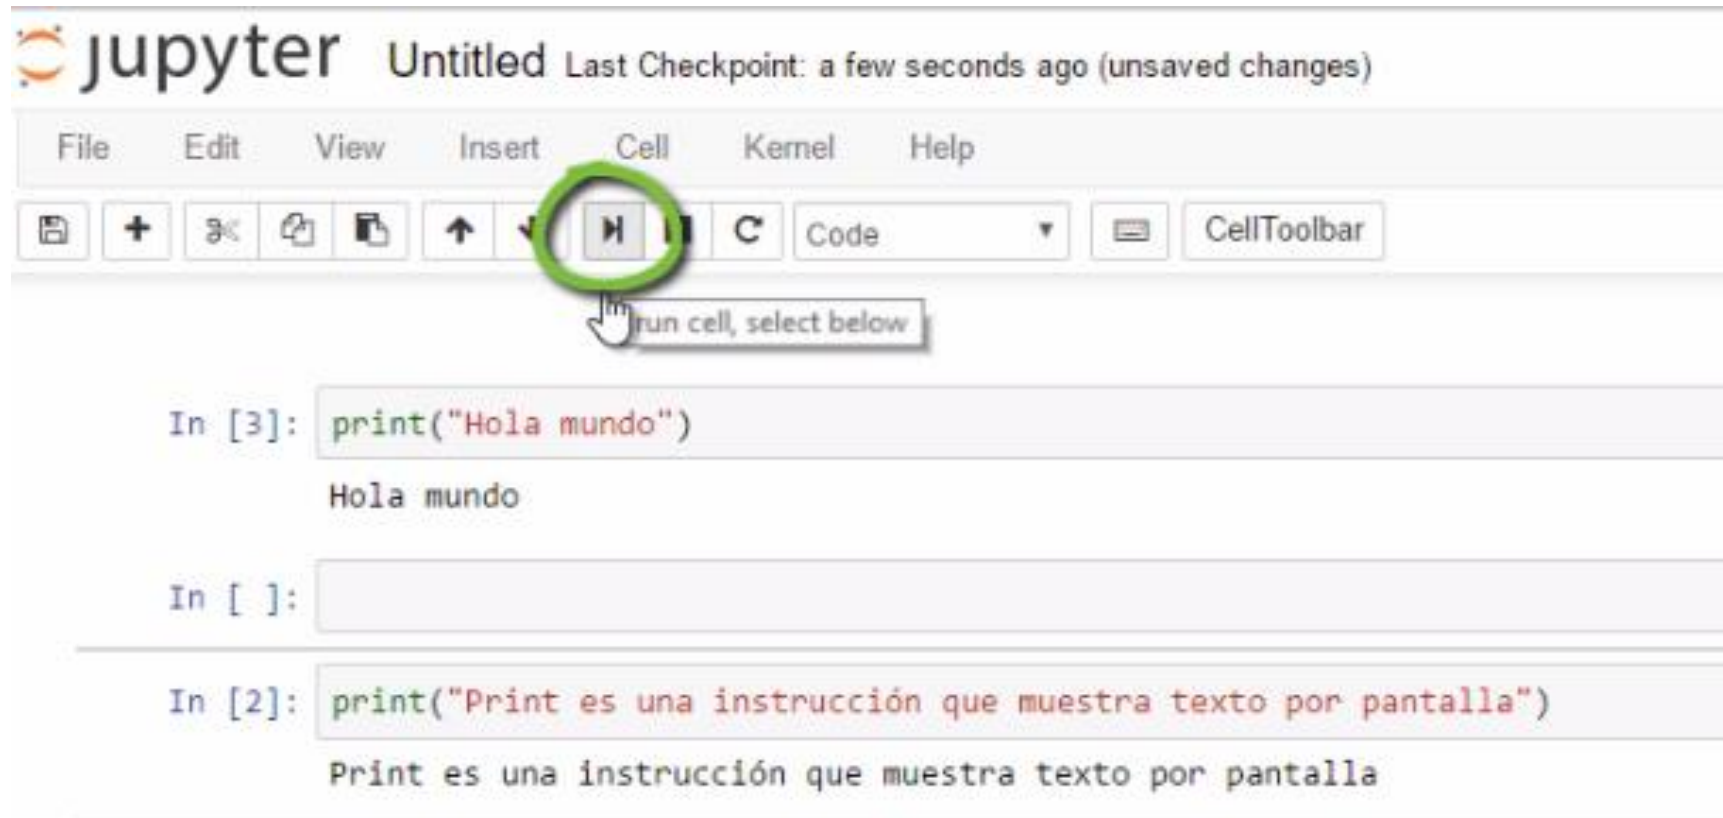 jupyter Untitled Last Checkpoint: a few seconds ago (unsaved changes)
File Edit View Insert Cell Kernel Help
Code CellToolbar
run cell, select below
In [3]: print("Hola mundo")
Hola mundo
In [ ]:
In [2]: print("Print es una instrucción que muestra texto por pantalla")
Print es una instrucción que muestra texto por pantalla